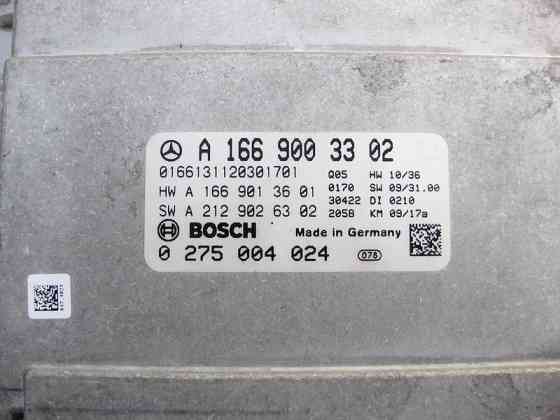 A 166 900 33 02
0166131120301701 Q05 HW 10/36
HW A 166 901 36 01 0170 SW 09/31.00
SW A 212 902 63 02 30422 DI 0210
2058 KM 09/17a
BOSCH Made in Germany
0 275 004 024 075